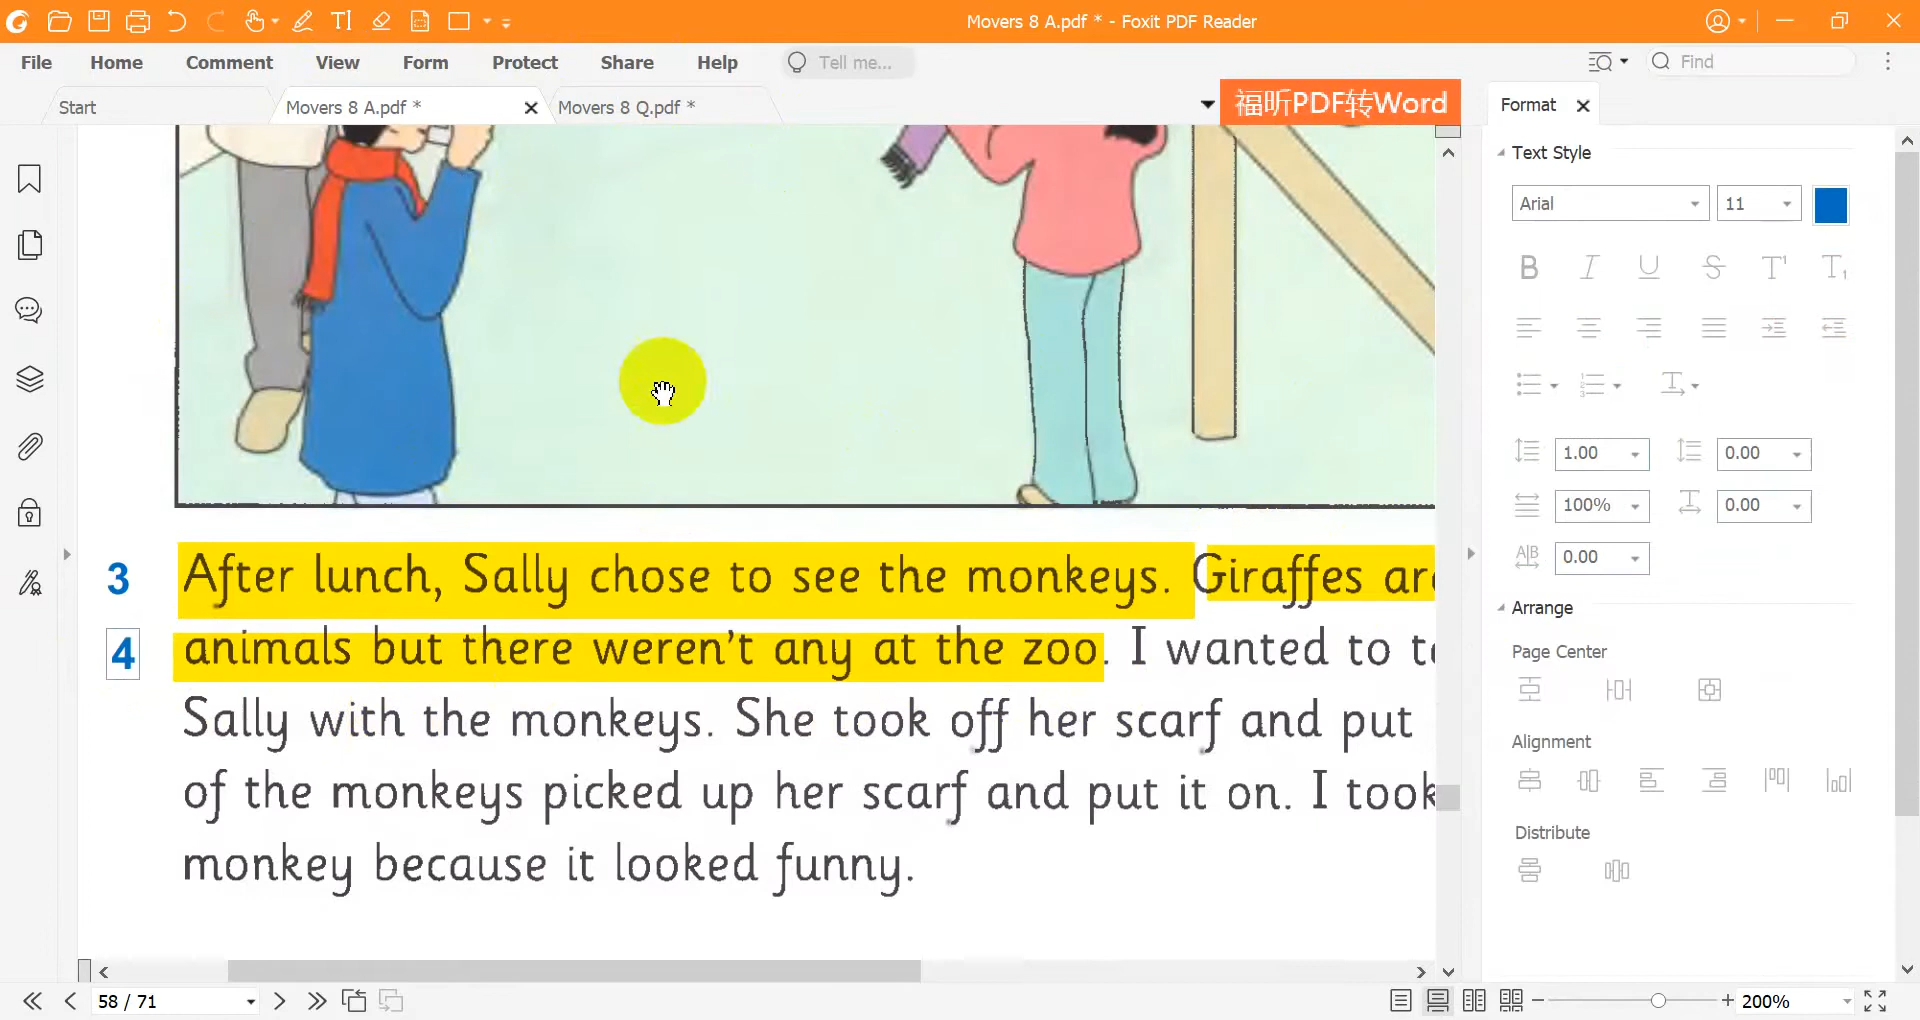 Movers 8 A.pdf * - Foxit PDF Reader
File Home Comment View Form Protect Share Help Tell me... Find
Start Movers 8 A.pdf * Movers 8 Q.pdf * 福昕PDF转Word Format
Text Style
Arial 11
B I U S T¹ T₁
1.00 0.00
100% 0.00
A|B 0.00
Arrange
Page Center
Alignment
Distribute
3 After lunch, Sally chose to see the monkeys. Giraffes are
4 animals but there weren't any at the zoo. I wanted to t
Sally with the monkeys. She took off her scarf and put
of the monkeys picked up her scarf and put it on. I took
monkey because it looked funny.
58 / 71 200%